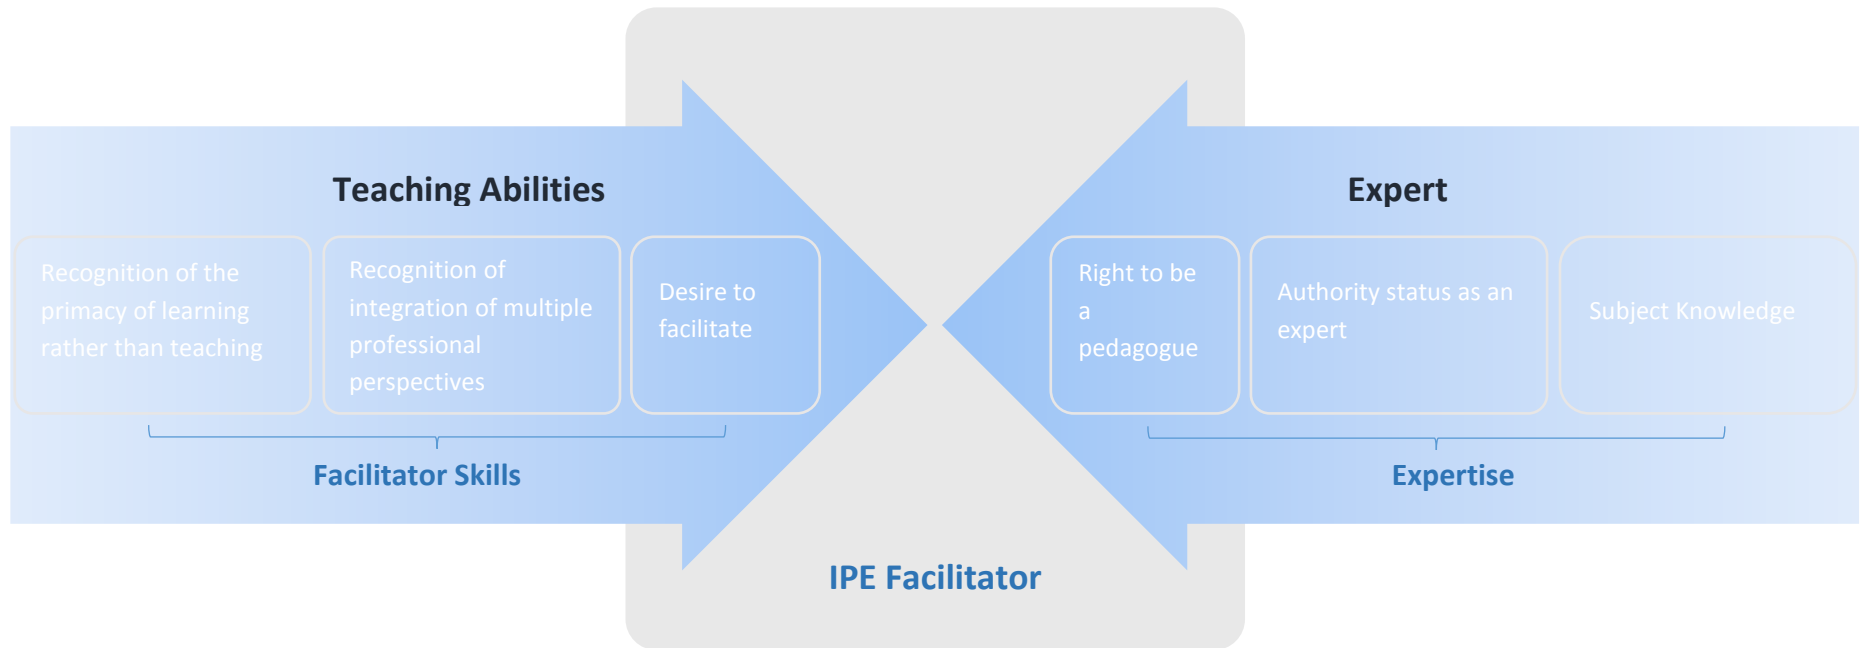 Teaching Abilities
Recognition of the
primacy of learning
rather than teaching
Recognition of
integration of multiple
professional
perspectives
Desire to
facilitate
Facilitator Skills
Expert
Right to be
a
pedagogue
Authority status as an
expert
Subject Knowledge
Expertise
IPE Facilitator